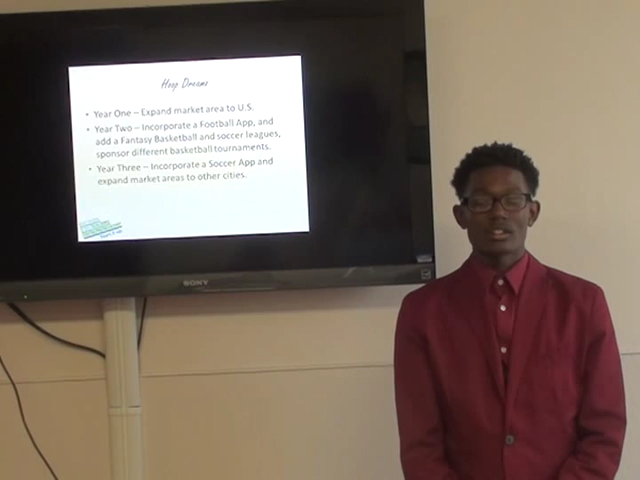 Hoop Dreams
• Year One – Expand market area to U.S.
• Year Two – Incorporate a Football App, and
add a Fantasy Basketball and soccer leagues,
sponsor different basketball tournaments.
• Year Three – Incorporate a Soccer App and
expand market areas to other cities.
SONY